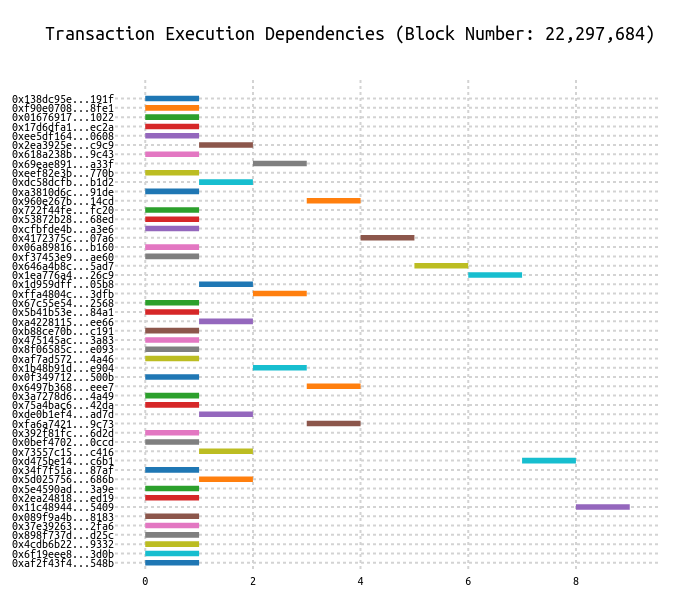 Transaction Execution Dependencies (Block Number: 22,297,684)
0x138dc95e...191f
0xf90e0708...8fe1
0x01676917...1022
0x17d6dfa1...ec2a
0xee5df164...0608
0x2ea3925e...c9c9
0x618a238b...9c43
0x69eae891...a33f
0xeef82e3b...770b
0xdc58dcfb...b1d2
0xa3810d6c...91de
0x960e267b...14cd
0x722f44fe...fc20
0x53872b28...68ed
0xcfbfde4b...a3e6
0x4172375c...07a6
0x06a89816...b160
0xf37453e9...ae60
0x646a4b8c...5ad7
0x1ea776a4...26c9
0x1d959dff...05b8
0xffa4804c...3dfb
0x67c55e54...2568
0x5b41b53e...84a1
0xa4228115...ee66
0xb88ce70b...c191
0x475145ac...3a83
0x8f06585c...e093
0xaf7ad572...4a46
0x1b48b91d...e904
0x0f349712...500b
0x6497b368...eee7
0x3a7278d6...4a49
0x75a4bac6...42da
0xde0b1ef4...ad7d
0xfa6a7421...9c73
0x392f81fc...6d2d
0x0bef4702...0ccd
0x73557c15...c416
0xd475be14...c6b1
0x34f7f51a...87af
0x5d025756...686b
0x5e4590ad...3a9e
0x2ea24818...ed19
0x11c48944...5409
0x089f9a4b...8183
0x37e39263...2fa6
0x898f737d...d25c
0x4cdb6b22...9332
0x6f19eee8...3d0b
0xaf2f43f4...548b
0 2 4 6 8